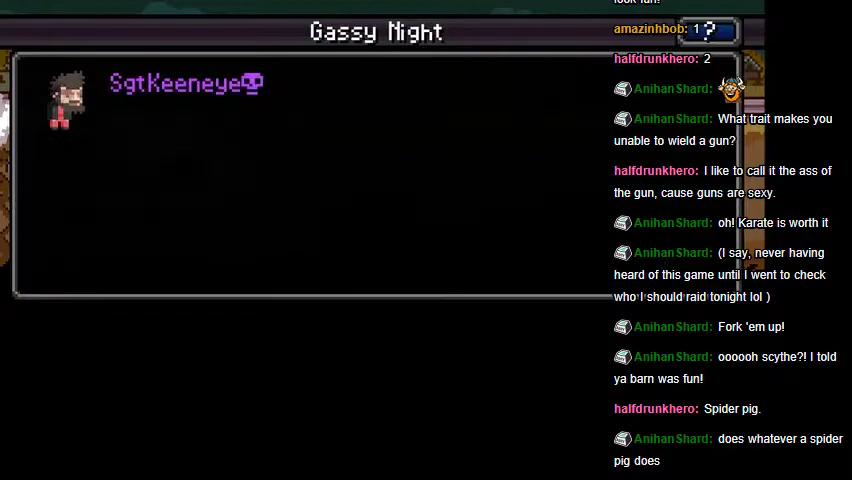 look fun!
Gassy Night
?
SgtKeeneye
amazinhbob: 1
halfdrunkhero: 2
AnihanShard:
AnihanShard: What trait makes you
unable to wield a gun?
halfdrunkhero: I like to call it the ass of
the gun, cause guns are sexy.
AnihanShard: oh! Karate is worth it
AnihanShard: (I say, never having
heard of this game until I went to check
who I should raid tonight lol )
AnihanShard: Fork 'em up!
AnihanShard: oooooh scythe?! I told
ya barn was fun!
halfdrunkhero: Spider pig.
AnihanShard: does whatever a spider
pig does